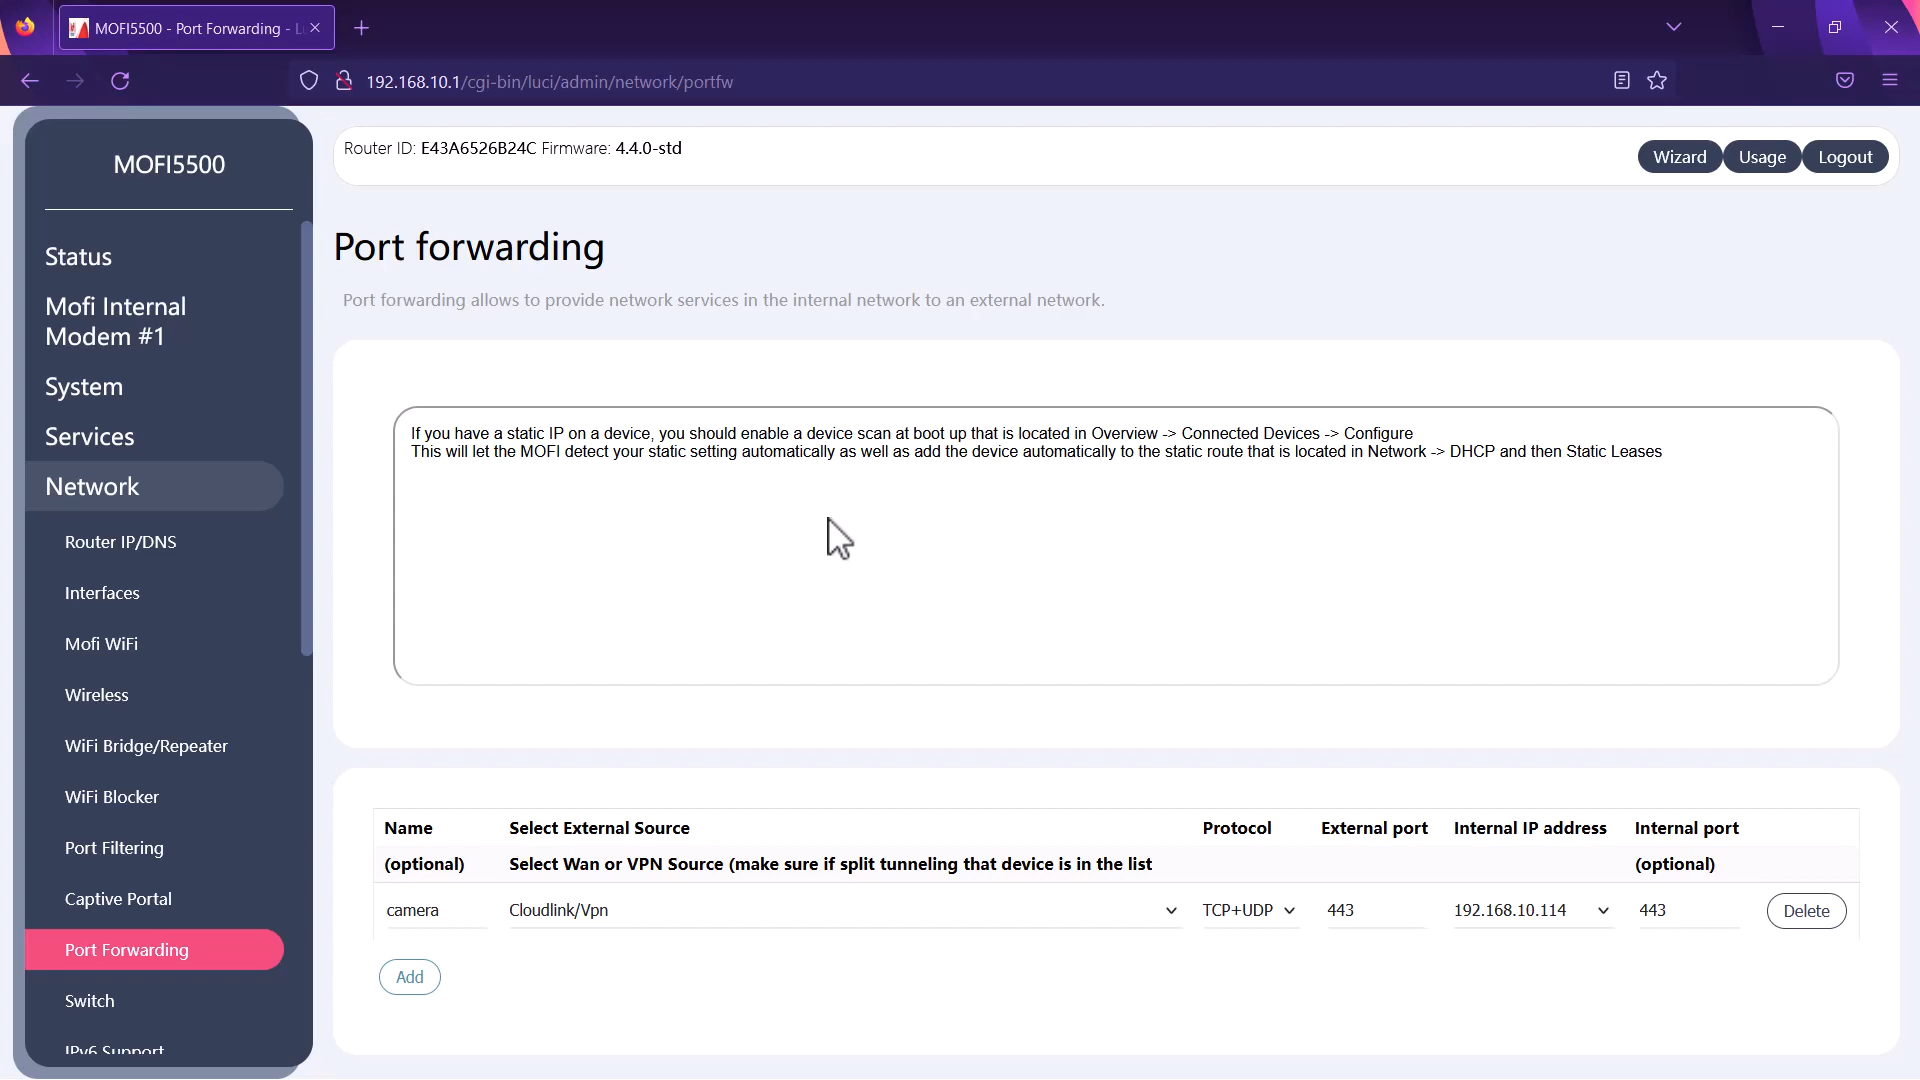 MOFI5500 - Port Forwarding - L
192.168.10.1/cgi-bin/luci/admin/network/portfw
MOFI5500
Status
Mofi Internal
Modem #1
System
Services
Network
Router IP/DNS
Interfaces
Mofi WiFi
Wireless
WiFi Bridge/Repeater
WiFi Blocker
Port Filtering
Captive Portal
Port Forwarding
Switch
IPv6 Support
Router ID: E43A6526B24C Firmware: 4.4.0-std
Wizard Usage Logout
Port forwarding
Port forwarding allows to provide network services in the internal network to an external network.
If you have a static IP on a device, you should enable a device scan at boot up that is located in Overview -> Connected Devices -> Configure
This will let the MOFI detect your static setting automatically as well as add the device automatically to the static route that is located in Network -> DHCP and then Static Leases
Name Select External Source Protocol External port Internal IP address Internal port
(optional) Select Wan or VPN Source (make sure if split tunneling that device is in the list (optional)
camera Cloudlink/Vpn TCP+UDP 443 192.168.10.114 443 Delete
Add